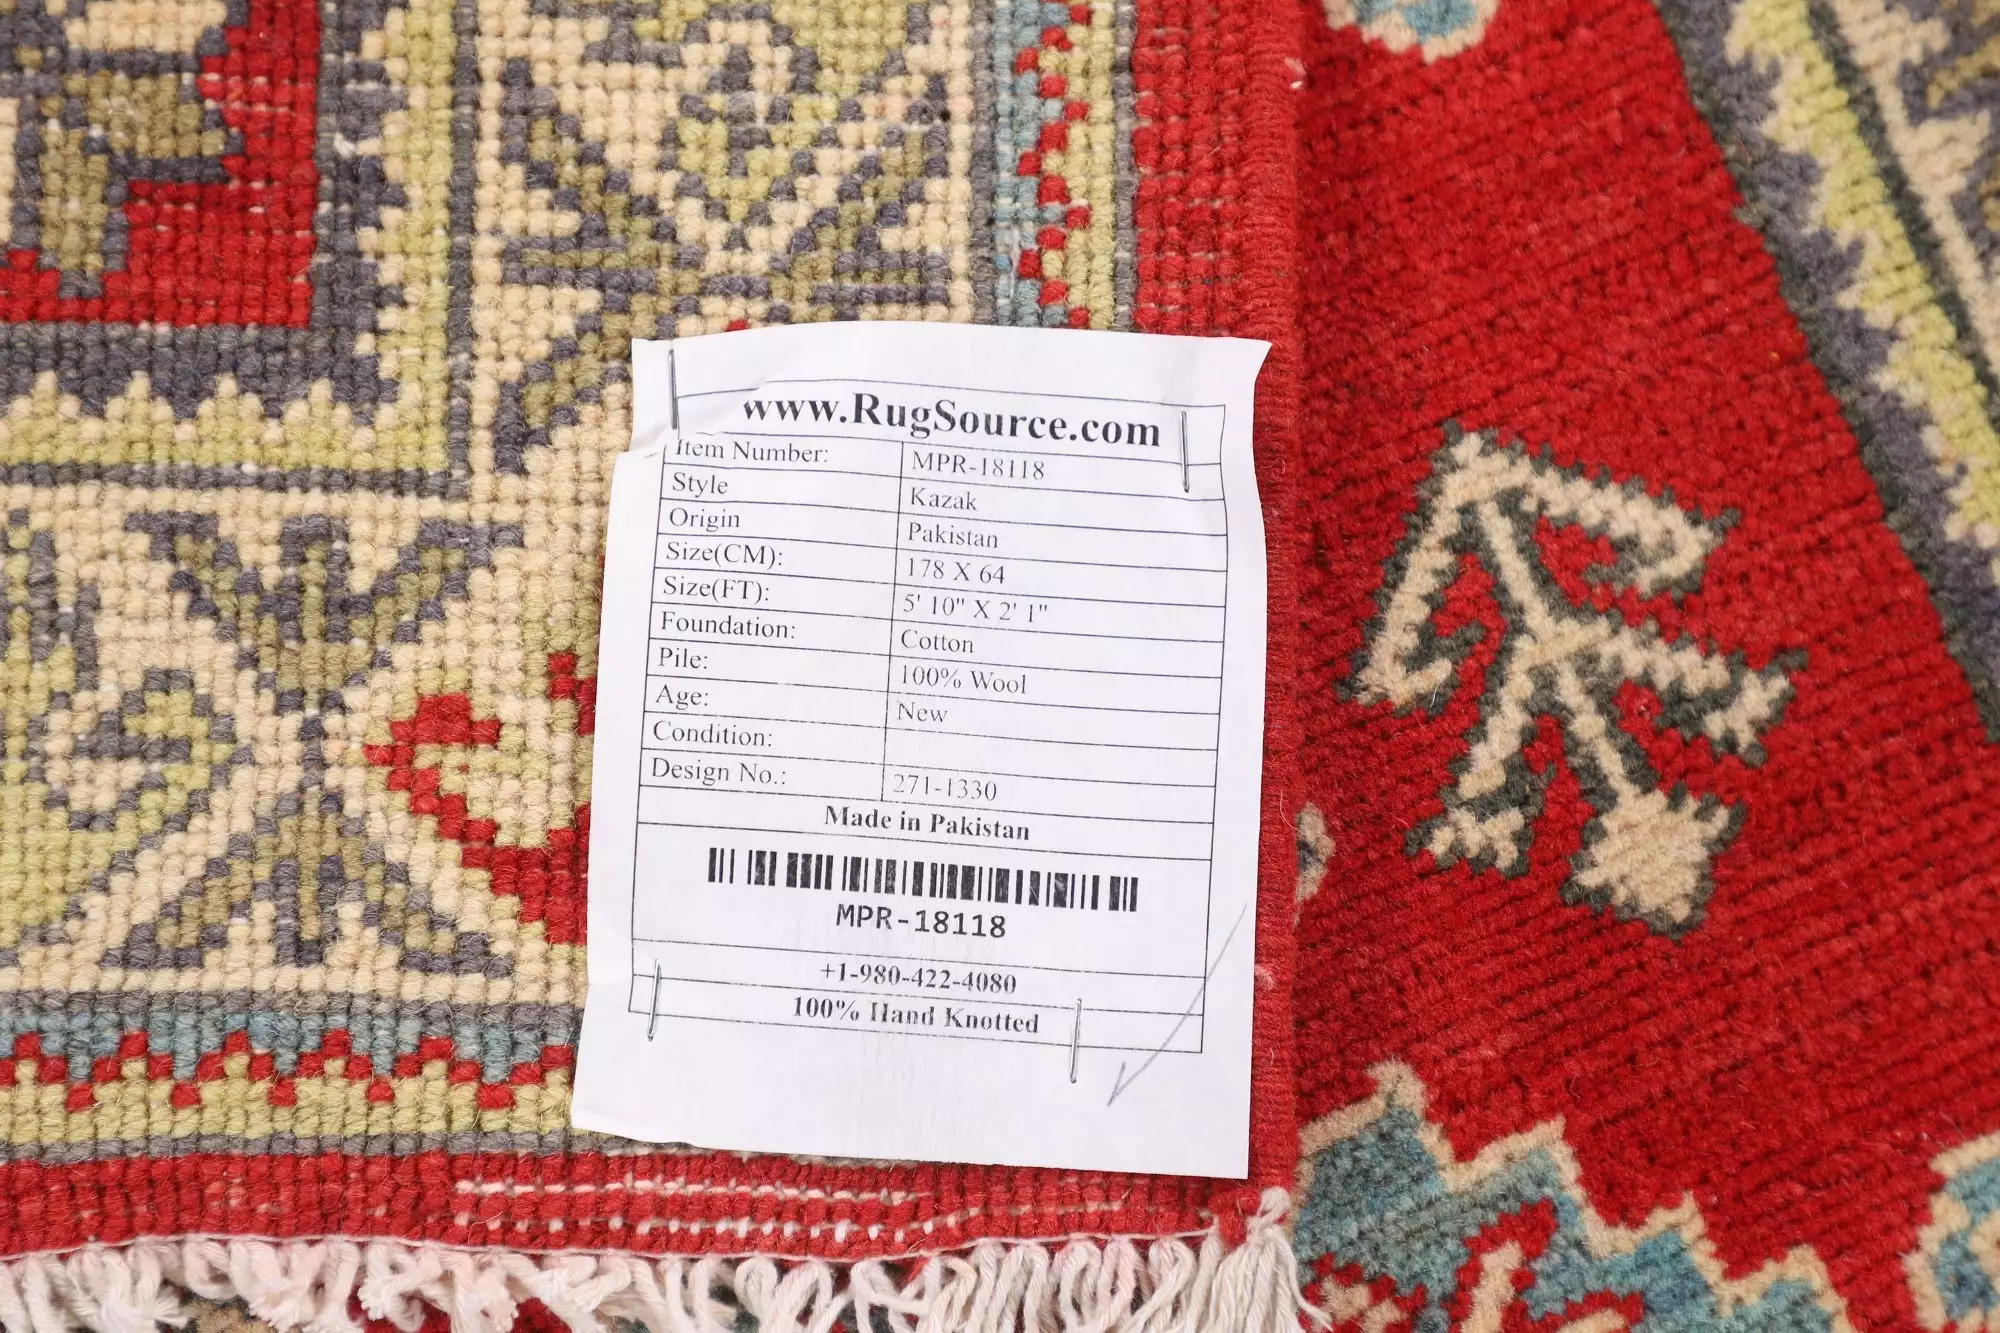 www.RugSource.com
Item Number: MPR-18118
Style Kazak
Origin Pakistan
Size(CM): 178 X 64
Size(FT): 5' 10" X 2' 1"
Foundation: Cotton
Pile: 100% Wool
Age: New
Condition:
Design No.: 271-1330
Made in Pakistan
MPR-18118
+1-980-422-4080
100% Hand Knotted